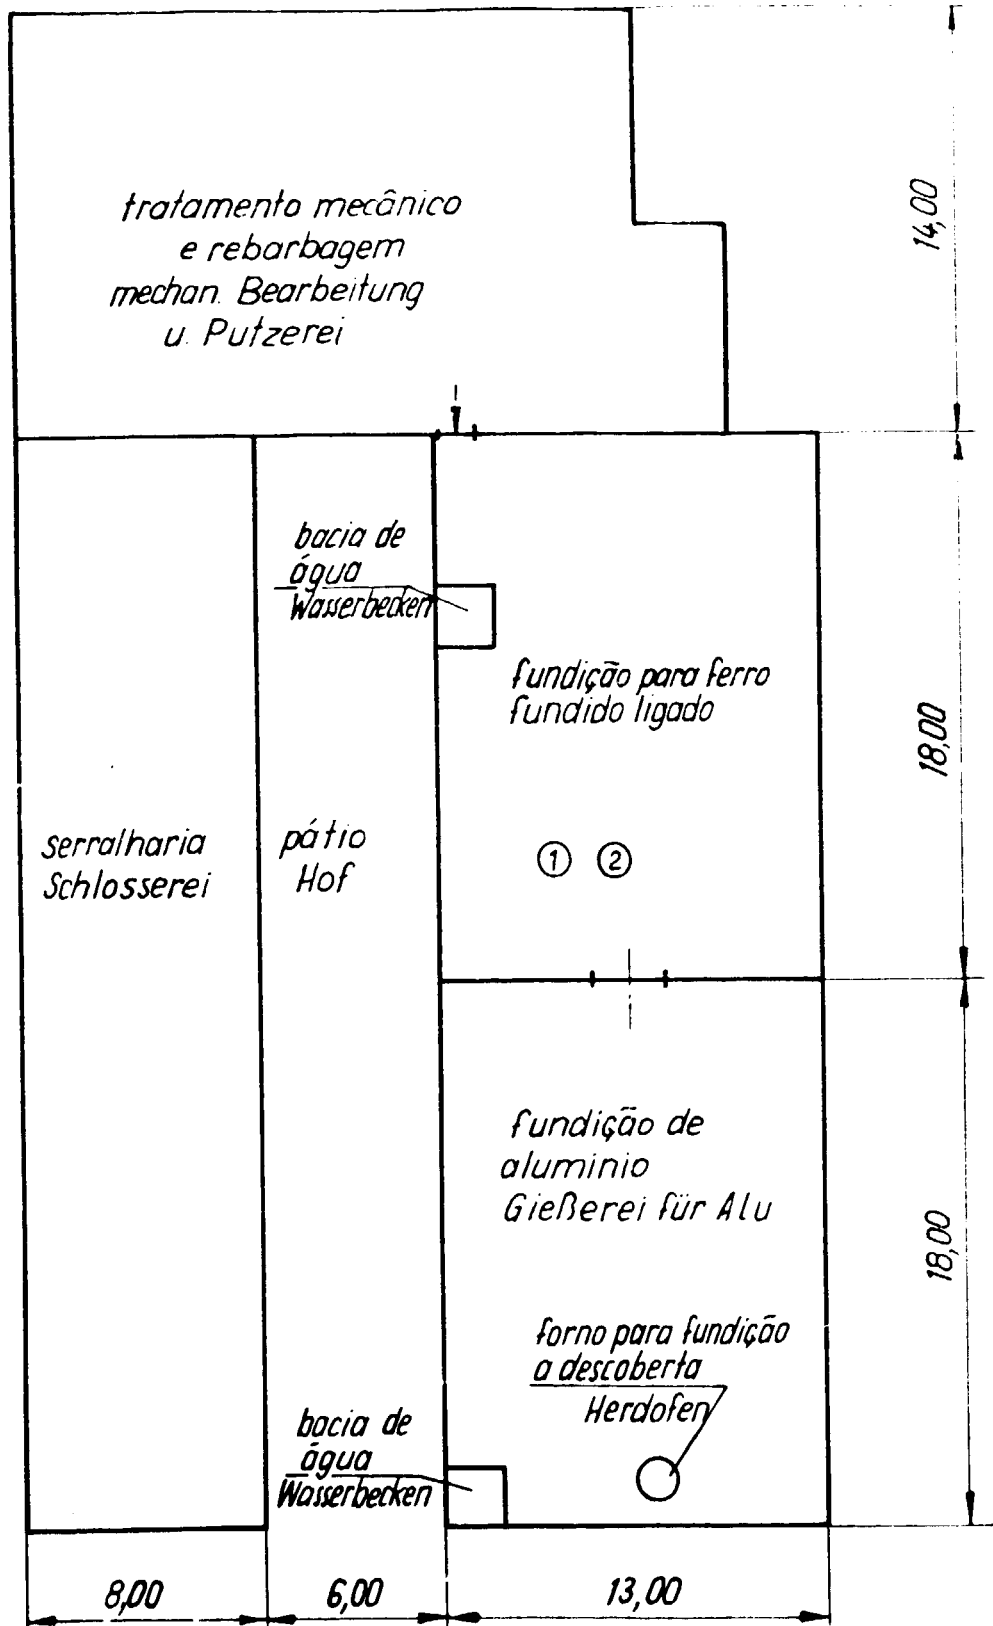 tratamento mecânico
e rebarbagem
mechan. Bearbeitung
u. Putzerei
14,00
bacia de
água
Wasserbecken
fundição para ferro
fundido ligado
18,00
serralharia
Schlosserei
pátio
Hof
1 2
fundição de
aluminio
Gießerei für Alu
18,00
forno para fundição
a descoberta
Herdofen
bacia de
água
Wasserbecken
8,00 6,00 13,00